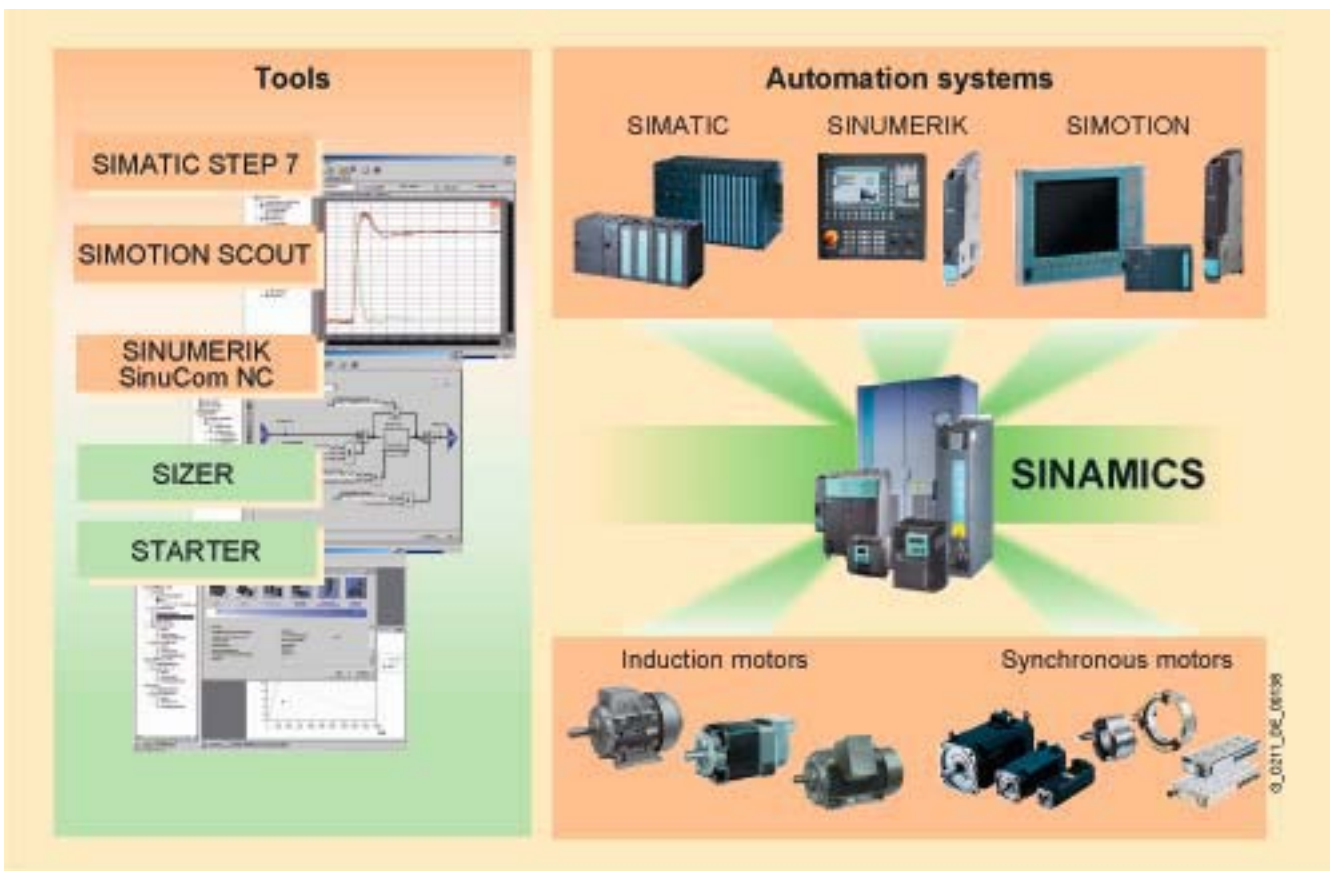 Tools
SIMATIC STEP 7
SIMOTION SCOUT
SINUMERIK
SinuCom NC
SIZER
STARTER
Automation systems
SIMATIC
SINUMERIK
SIMOTION
SINAMICS
Induction motors
Synchronous motors
G_D211_DE_00138